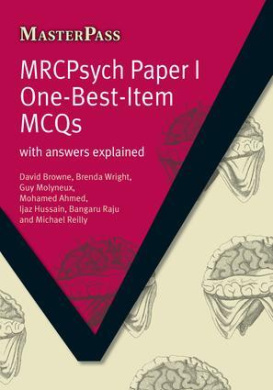 MASTERPASS
MRCPsych Paper I
One-Best-Item
MCQs
with answers explained
David Browne, Brenda Wright,
Guy Molyneux,
Mohamed Ahmed,
Ijaz Hussain, Bangaru Raju
and Michael Reilly